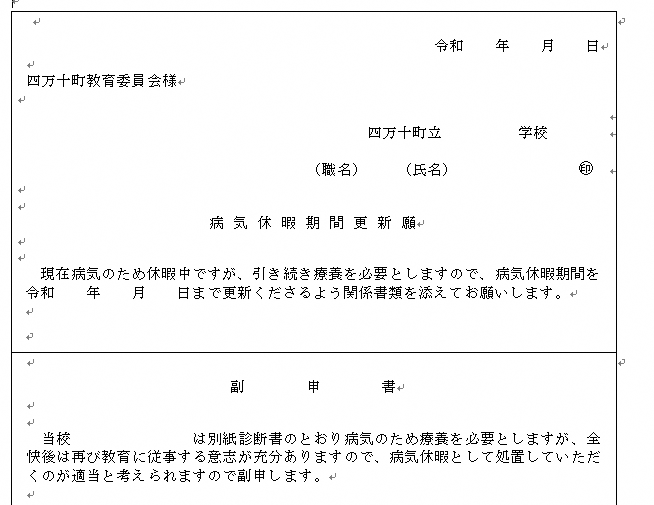 令和　　年　　月　　日
四万十町教育委員会様
四万十町立　　　　　学校
（職名）　　（氏名）　　　　　　　　㊞
病気休暇期間更新願
現在病気のため休暇中ですが、引き続き療養を必要としますので、病気休暇期間を
令和　　年　　月　　日まで更新くださるよう関係書類を添えてお願いします。
副　　　　申　　　　書
当校　　　　　　　　は別紙診断書のとおり病気のため療養を必要としますが、全
快後は再び教育に従事する意志が充分ありますので、病気休暇として処置していただ
くのが適当と考えられますので副申します。